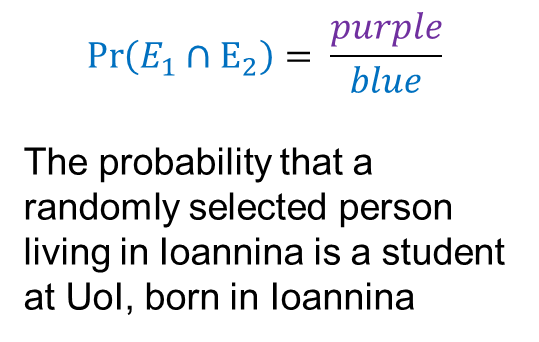 Pr(E₁ ∩ E₂) = purple / blue
The probability that a
randomly selected person
living in Ioannina is a student
at UoI, born in Ioannina